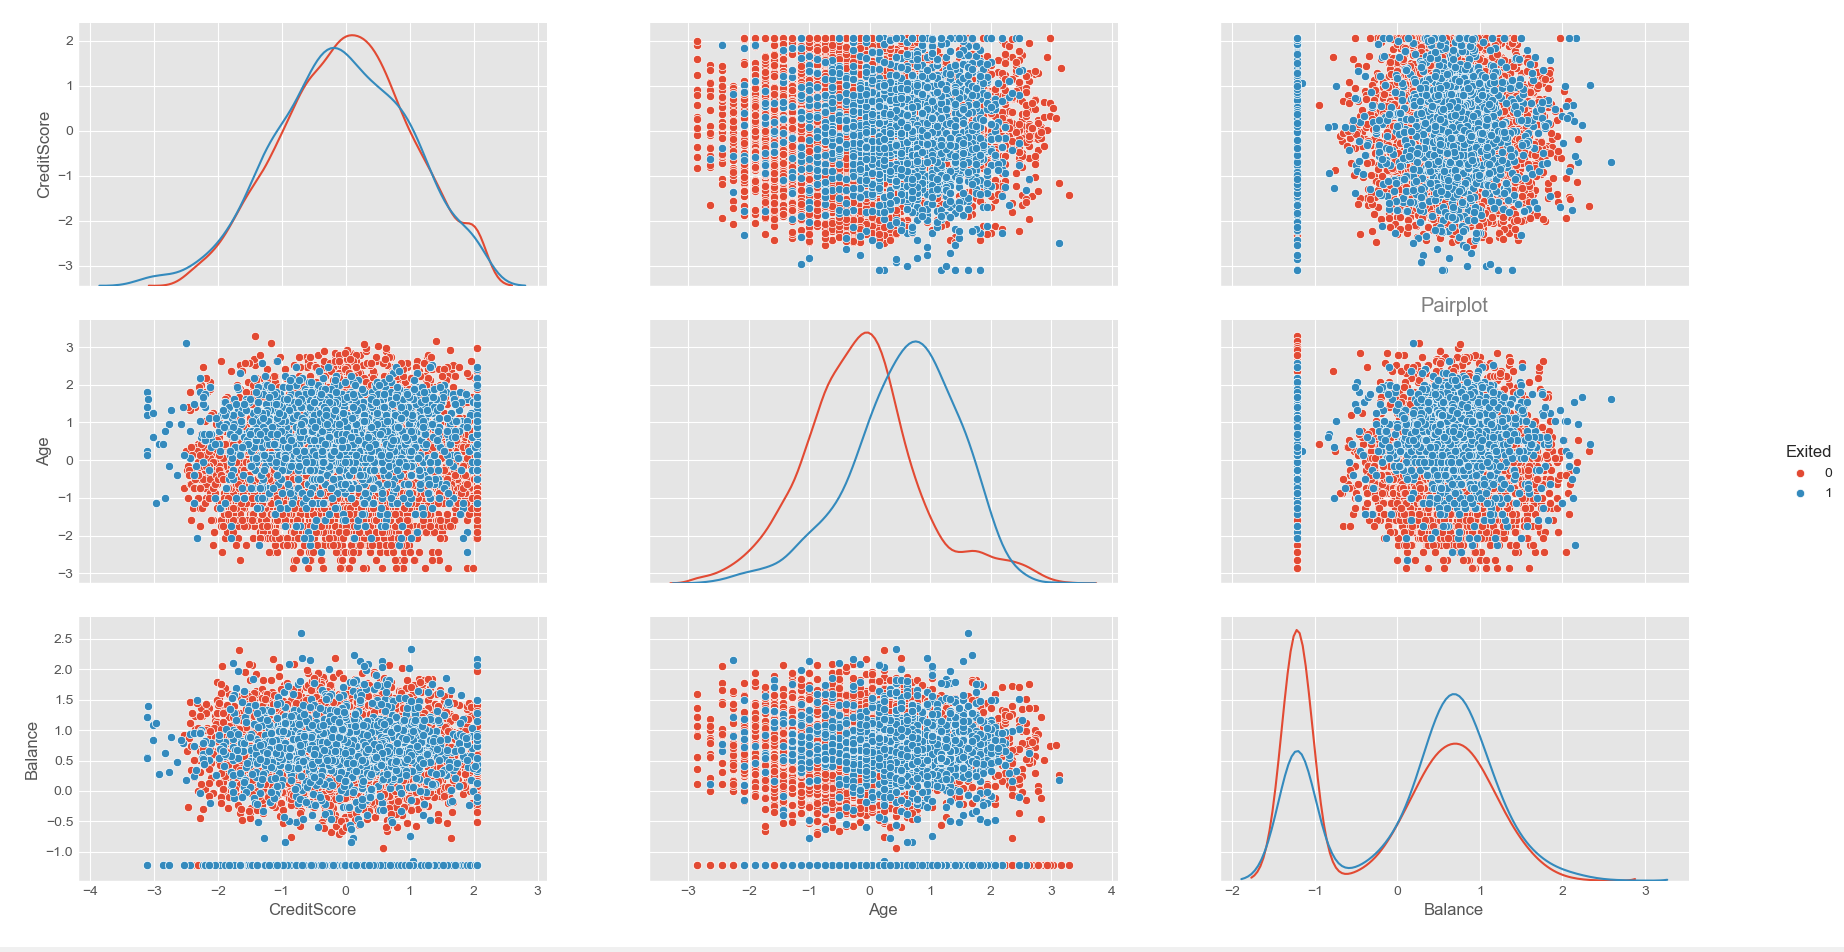 2
1
0
−1
−2
−3
CreditScore
Pairplot
3
2
1
0
−1
−2
−3
Age
Exited
0
1
2.5
2.0
1.5
1.0
0.5
0.0
−0.5
−1.0
Balance
−4 −3 −2 −1 0 1 2 3
CreditScore
−3 −2 −1 0 1 2 3 4
Age
−2 −1 0 1 2 3
Balance